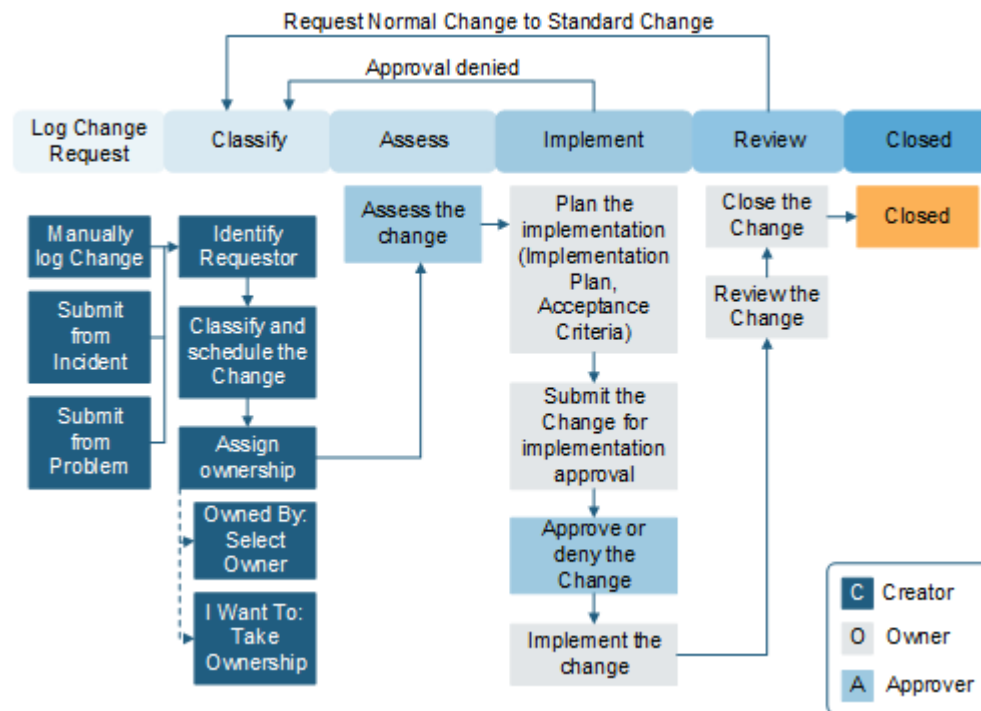 Request Normal Change to Standard Change
Approval denied
Log Change
Request
Classify
Assess
Implement
Review
Closed
Manually
log Change
Submit
from
Incident
Submit
from
Problem
Identify
Requestor
Classify and
schedule the
Change
Assign
ownership
Owned By:
Select
Owner
I Want To:
Take
Ownership
Assess the
change
Plan the
implementation
(Implementation
Plan,
Acceptance
Criteria)
Submit the
Change for
implementation
approval
Approve or
deny the
Change
Implement the
change
Close the
Change
Review the
Change
Closed
C Creator
O Owner
A Approver